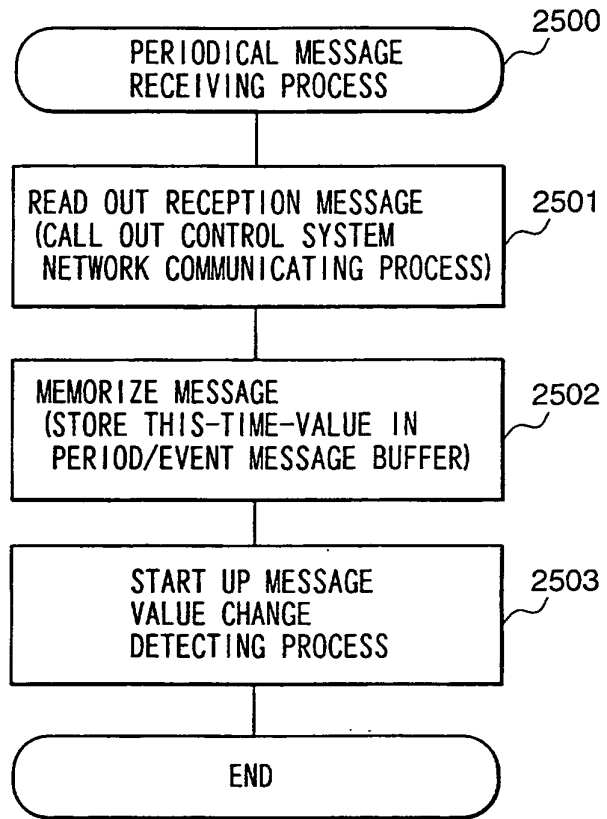 2500
PERIODICAL MESSAGE
RECEIVING PROCESS
2501
READ OUT RECEPTION MESSAGE
(CALL OUT CONTROL SYSTEM
NETWORK COMMUNICATING PROCESS)
2502
MEMORIZE MESSAGE
(STORE THIS-TIME-VALUE IN
PERIOD/EVENT MESSAGE BUFFER)
2503
START UP MESSAGE
VALUE CHANGE
DETECTING PROCESS
END